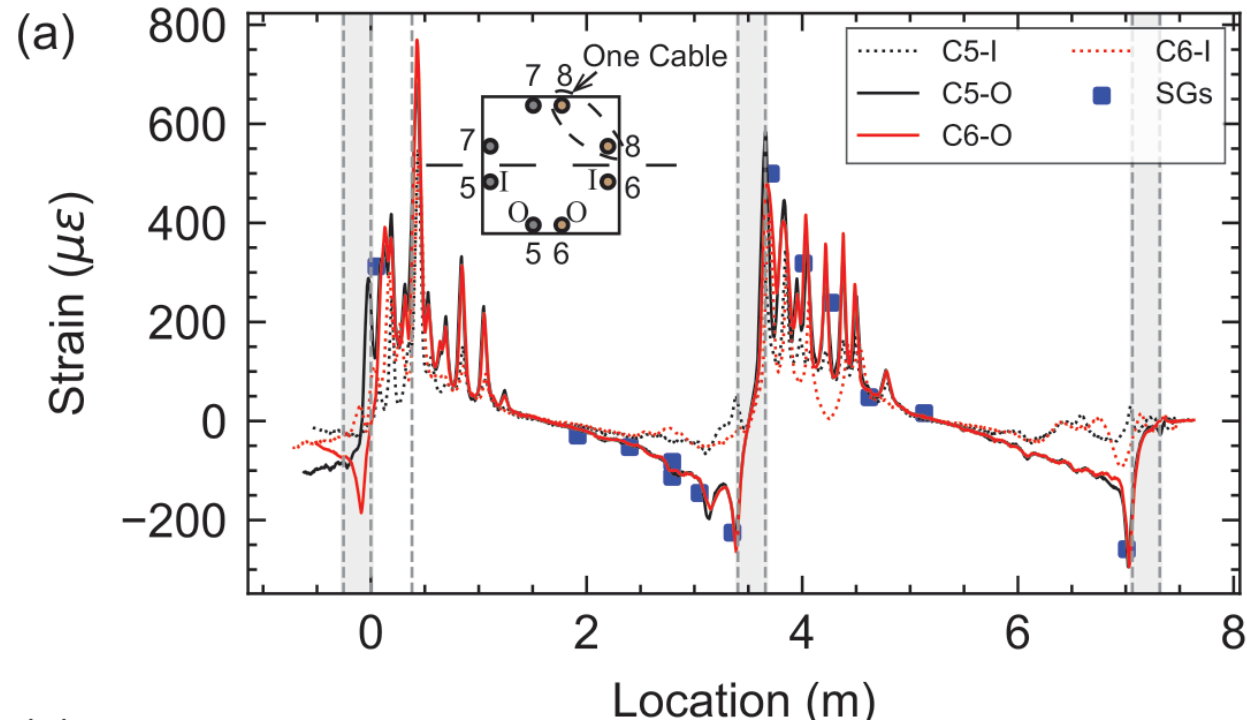 (a)
800
600
400
200
0
−200
Strain (με)
0 2 4 6 8
Location (m)
C5-I
C5-O
C6-O
C6-I
SGs
One Cable
7 8
7 8
5 I I 6
O O
5 6